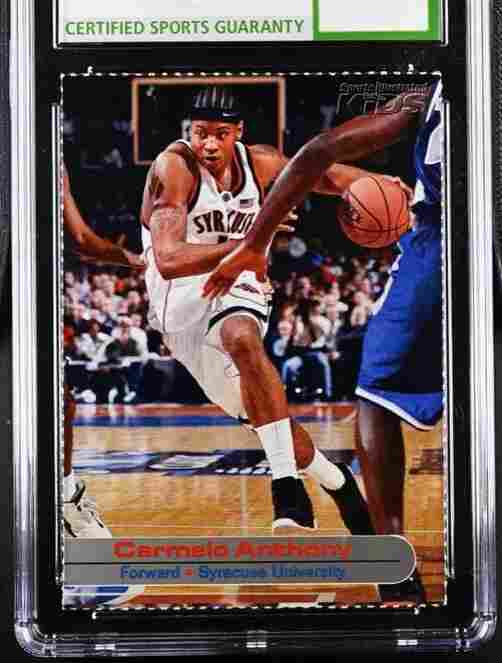 CERTIFIED SPORTS GUARANTY
Sports Illustrated
KIDS
SYRACUSE
Carmelo Anthony
Forward • Syracuse University